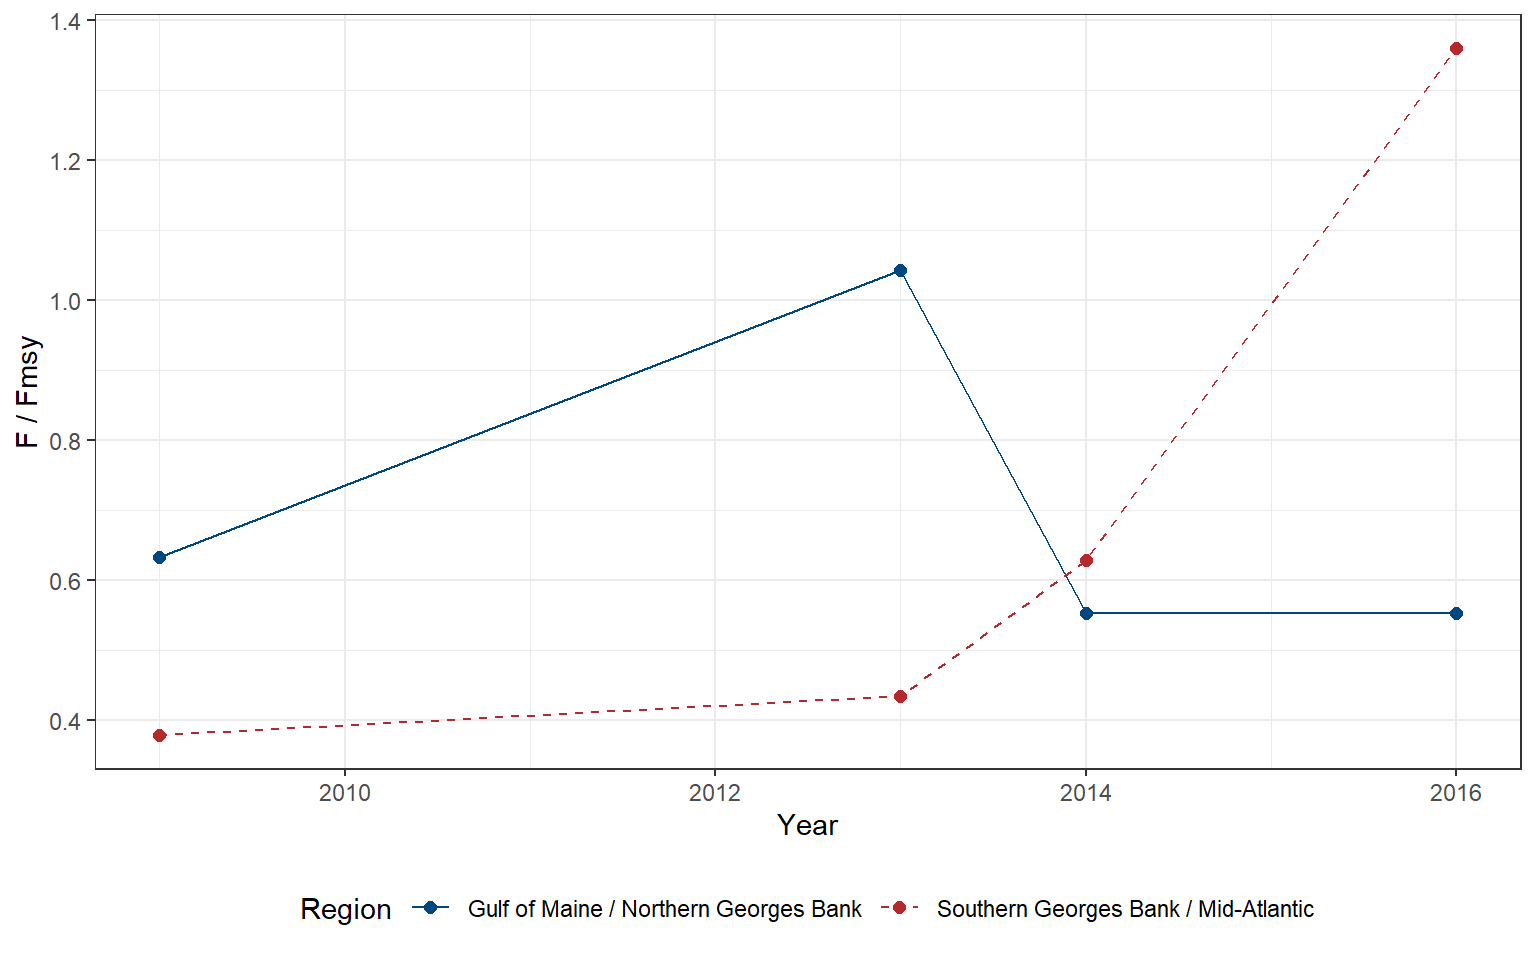 1.4
1.2
1.0
0.8
0.6
0.4
F / Fmsy
2010 2012 2014 2016
Year
Region Gulf of Maine / Northern Georges Bank Southern Georges Bank / Mid-Atlantic